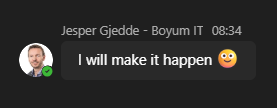 Jesper Gjedde - Boyum IT 08:34
I will make it happen 😜